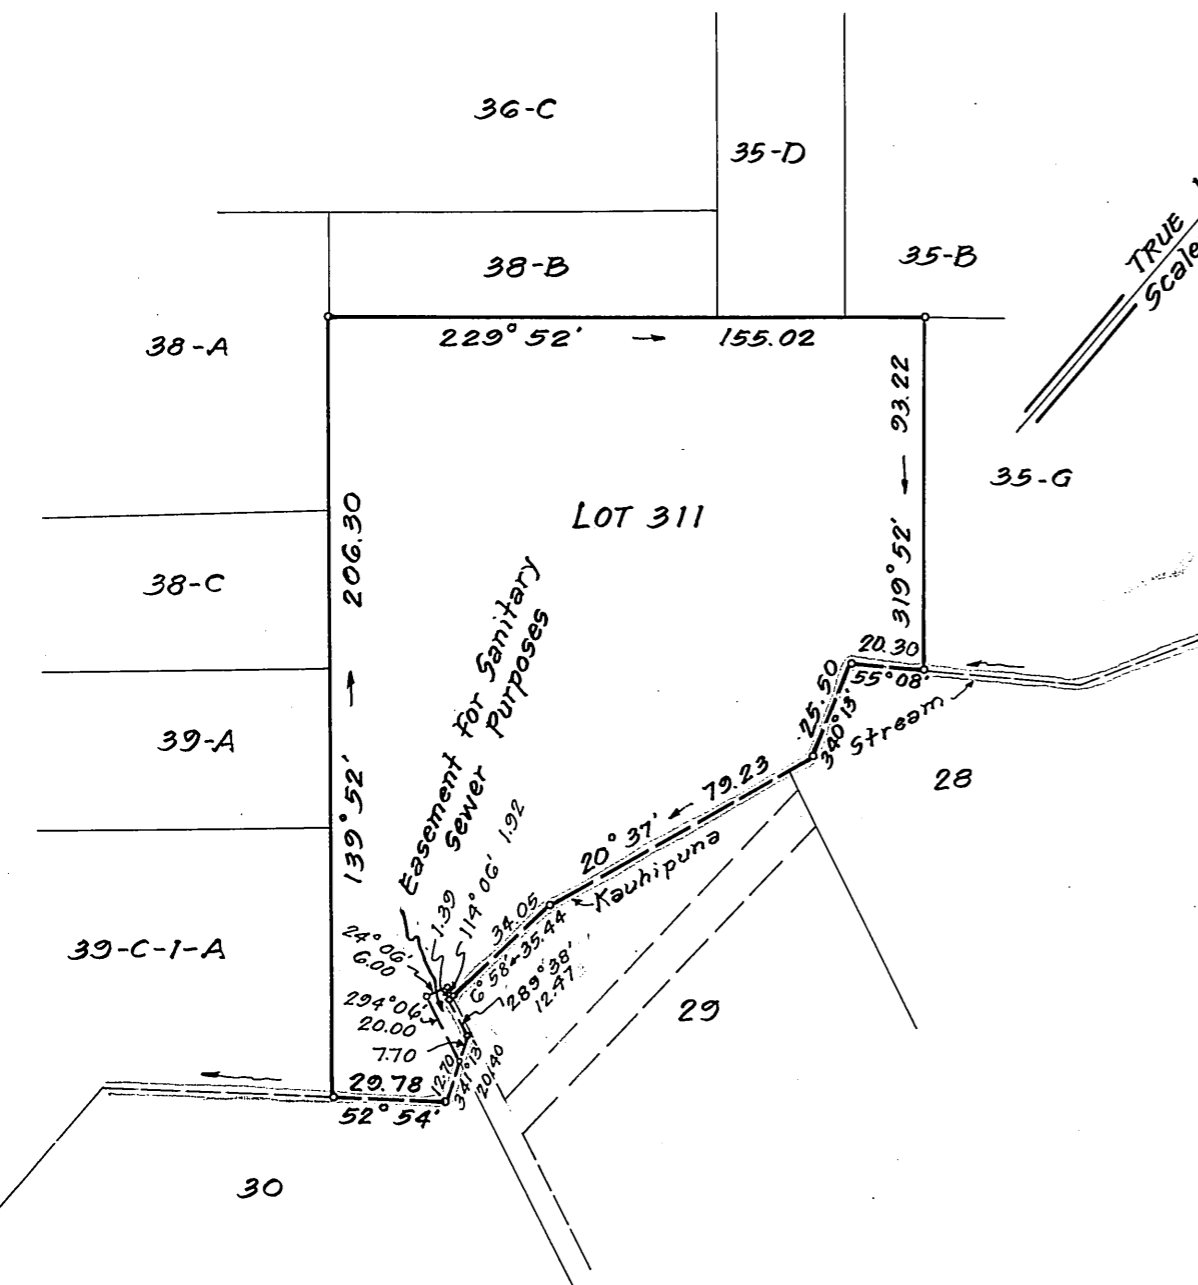 36-C
35-D
TRUE
Scale
38-B
35-B
38-A
229°52' 155.02
93.22
319°52'
35-G
LOT 311
206.30
139°52'
38-C
Easement For Sanitary
Sewer Purposes
20.30
55°08'
25.50
340°13'
Stream
39-A
28
79.23
20°37'
Kauhipuna
1.92
114°06'
1.39
34.05
6°58' 35.44
39-C-1-A
24°06'
6.00
289°38'
12.47
294°06'
20.00
29
7.70
12.70
341°13'
20.40
29.78
52°54'
30